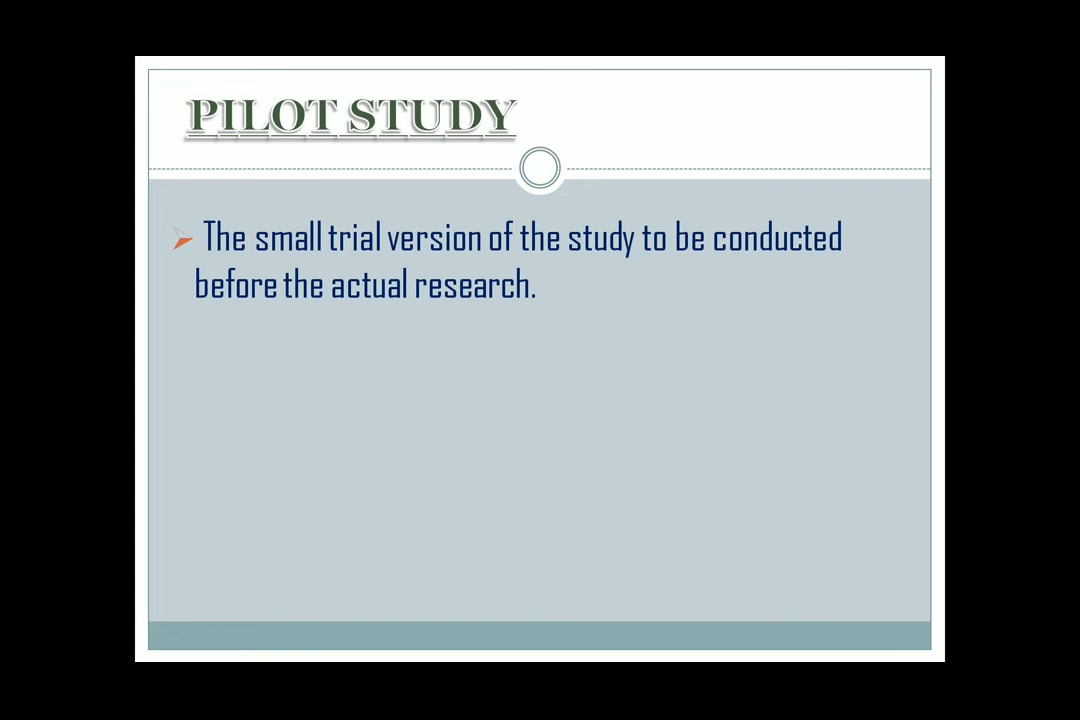 PILOT STUDY
The small trial version of the study to be conducted
before the actual research.